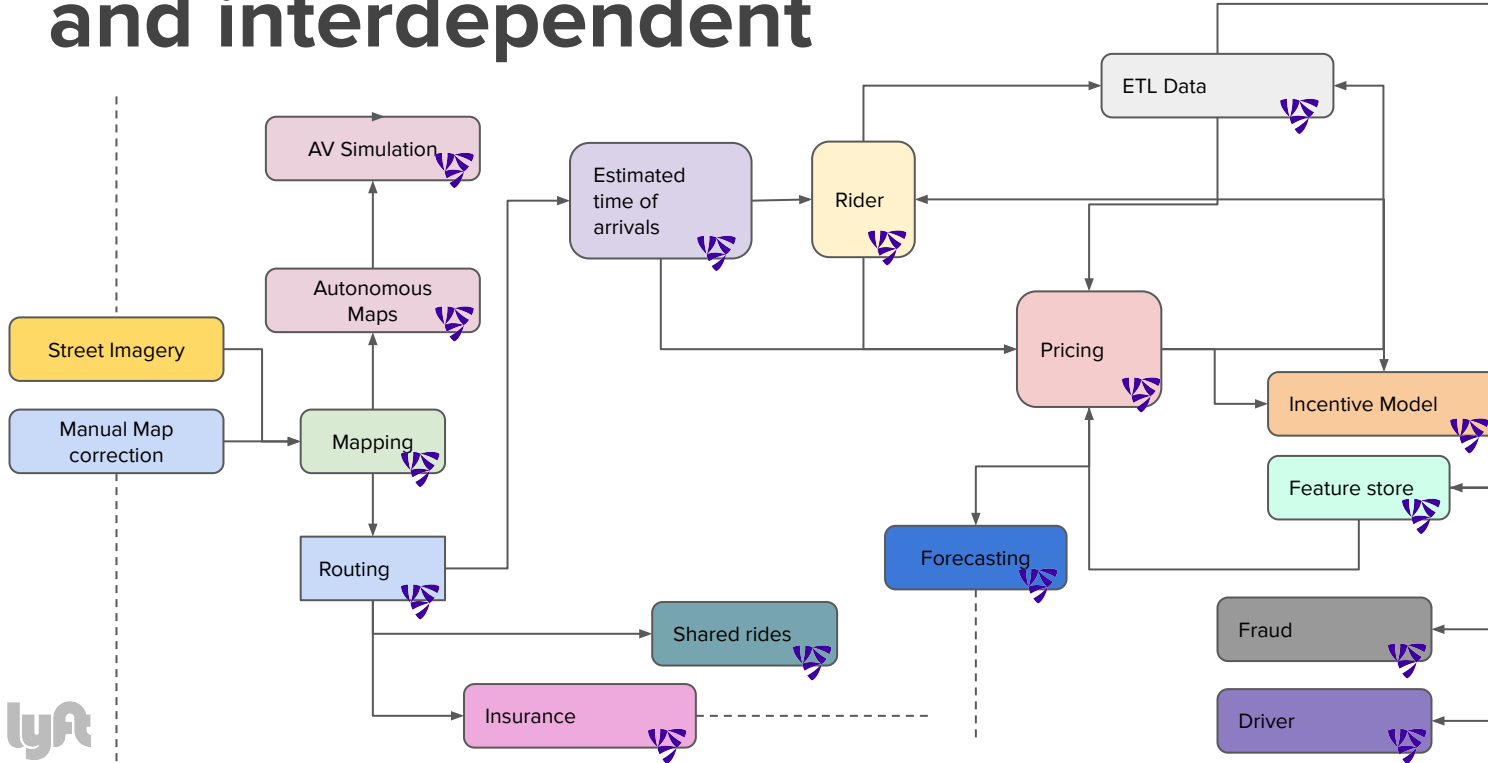 and interdependent
ETL Data
AV Simulation
Estimated
time of
arrivals
Rider
Autonomous
Maps
Street Imagery
Pricing
Manual Map
correction
Mapping
Incentive Model
Feature store
Routing
Forecasting
Shared rides
Fraud
Insurance
Driver
lyft